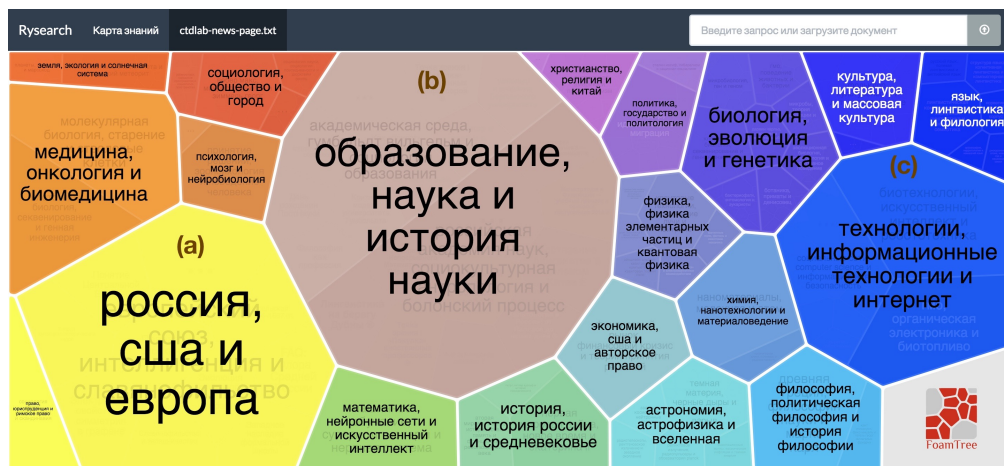 Rysearch
Карта знаний
ctdlab-news-page.txt
Введите запрос или загрузите документ
земля, экология и солнечная
система
социология,
общество и
город
(b)
христианство,
религия и
китай
политика,
государство и
политология
биология,
эволюция
и генетика
культура,
литература
и массовая
культура
язык,
лингвистика
и филология
медицина,
онкология и
биомедицина
психология,
мозг и
нейробиология
образование,
наука и
история
науки
физика,
физика
элементарных
частиц и
квантовая
физика
(c)
технологии,
информационные
технологии и
интернет
(a)
россия,
сша и
европа
химия,
нанотехнологии и
материаловедение
экономика,
сша и
авторское
право
право,
юриспруденция и
римское право
математика,
нейронные сети и
искусственный
интеллект
история,
история россии
и средневековье
астрономия,
астрофизика и
вселенная
философия,
политическая
философия и
история
философии
FoamTree